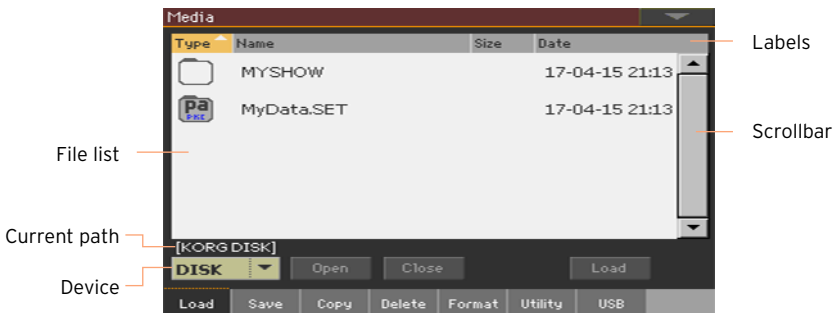 Media
Type Name Size Date
Labels
MYSHOW 17-04-15 21:13
Pa
MyData.SET 17-04-15 21:13
Scrollbar
File list
Current path
[KORG DISK]
DISK Open Close Load
Device
Load Save Copy Delete Format Utility USB